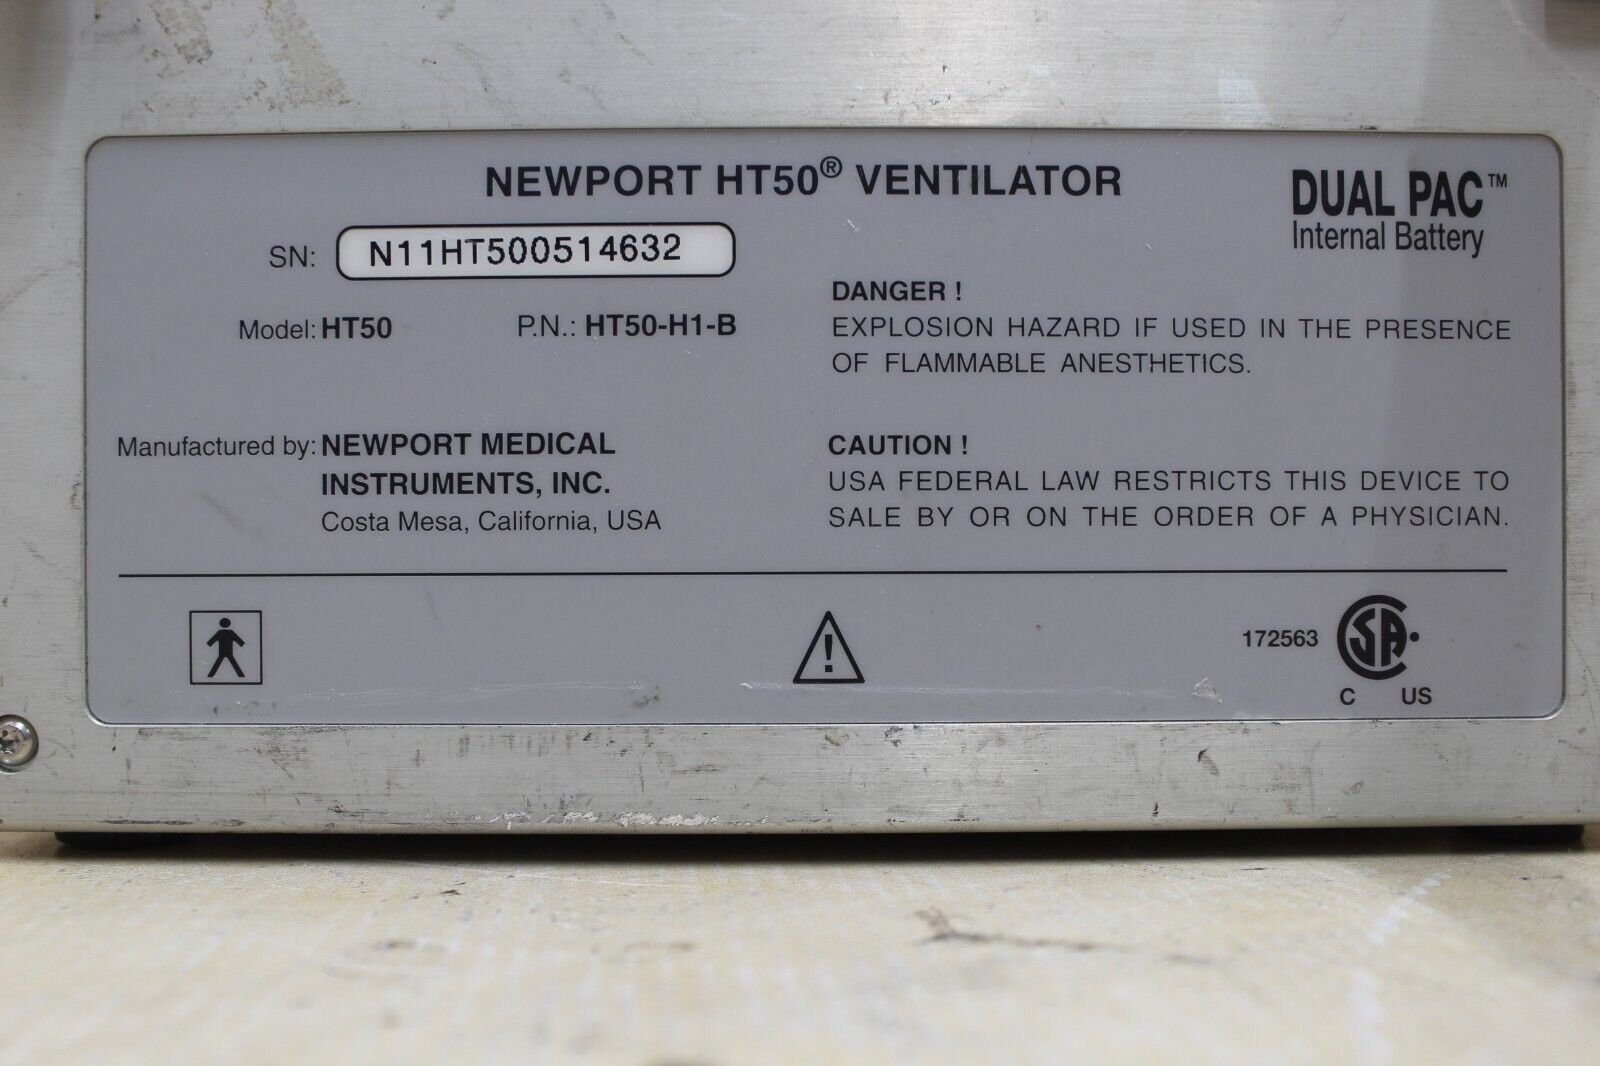 NEWPORT HT50® VENTILATOR
DUAL PAC™
Internal Battery
SN: N11HT500514632
Model: HT50 P.N.: HT50-H1-B
Manufactured by: NEWPORT MEDICAL
INSTRUMENTS, INC.
Costa Mesa, California, USA
DANGER !
EXPLOSION HAZARD IF USED IN THE PRESENCE
OF FLAMMABLE ANESTHETICS.
CAUTION !
USA FEDERAL LAW RESTRICTS THIS DEVICE TO
SALE BY OR ON THE ORDER OF A PHYSICIAN.
!
172563 CSA
C US